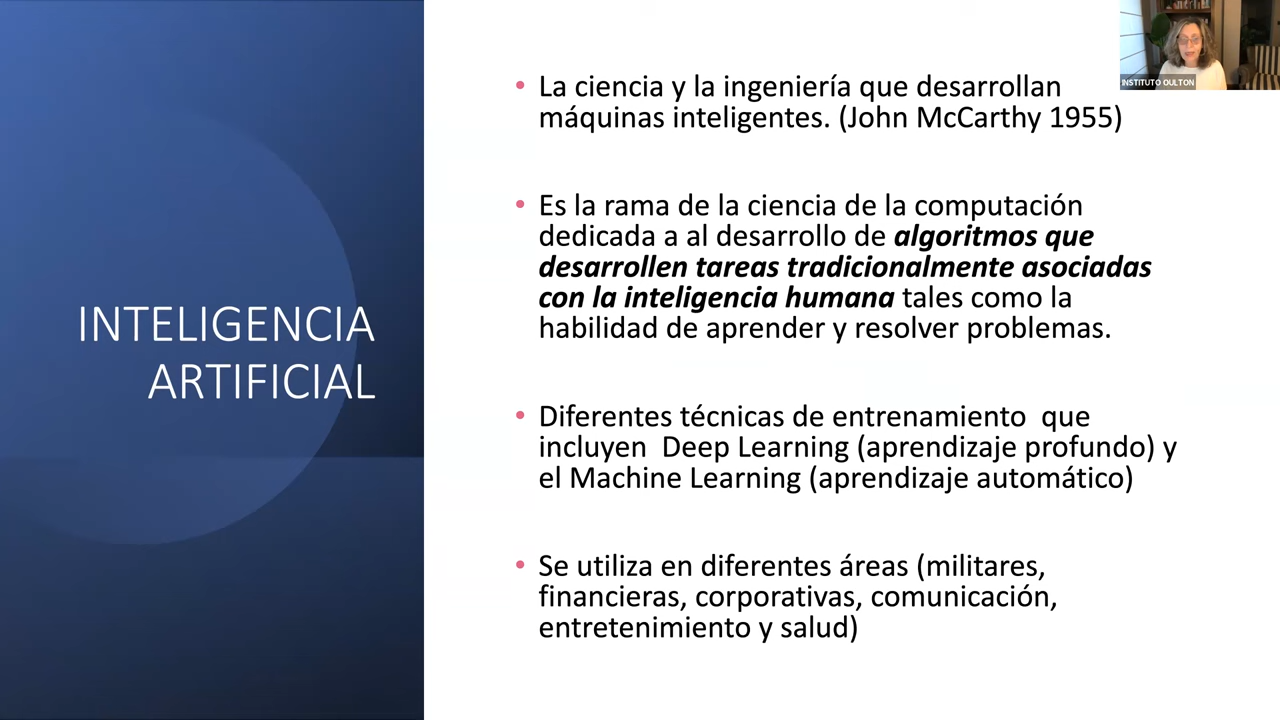 INTELIGENCIA
ARTIFICIAL
• La ciencia y la ingeniería que desarrollan
máquinas inteligentes. (John McCarthy 1955)
• Es la rama de la ciencia de la computación
dedicada a al desarrollo de algoritmos que
desarrollen tareas tradicionalmente asociadas
con la inteligencia humana tales como la
habilidad de aprender y resolver problemas.
• Diferentes técnicas de entrenamiento que
incluyen Deep Learning (aprendizaje profundo) y
el Machine Learning (aprendizaje automático)
• Se utiliza en diferentes áreas (militares,
financieras, corporativas, comunicación,
entretenimiento y salud)
INSTITUTO OULTON